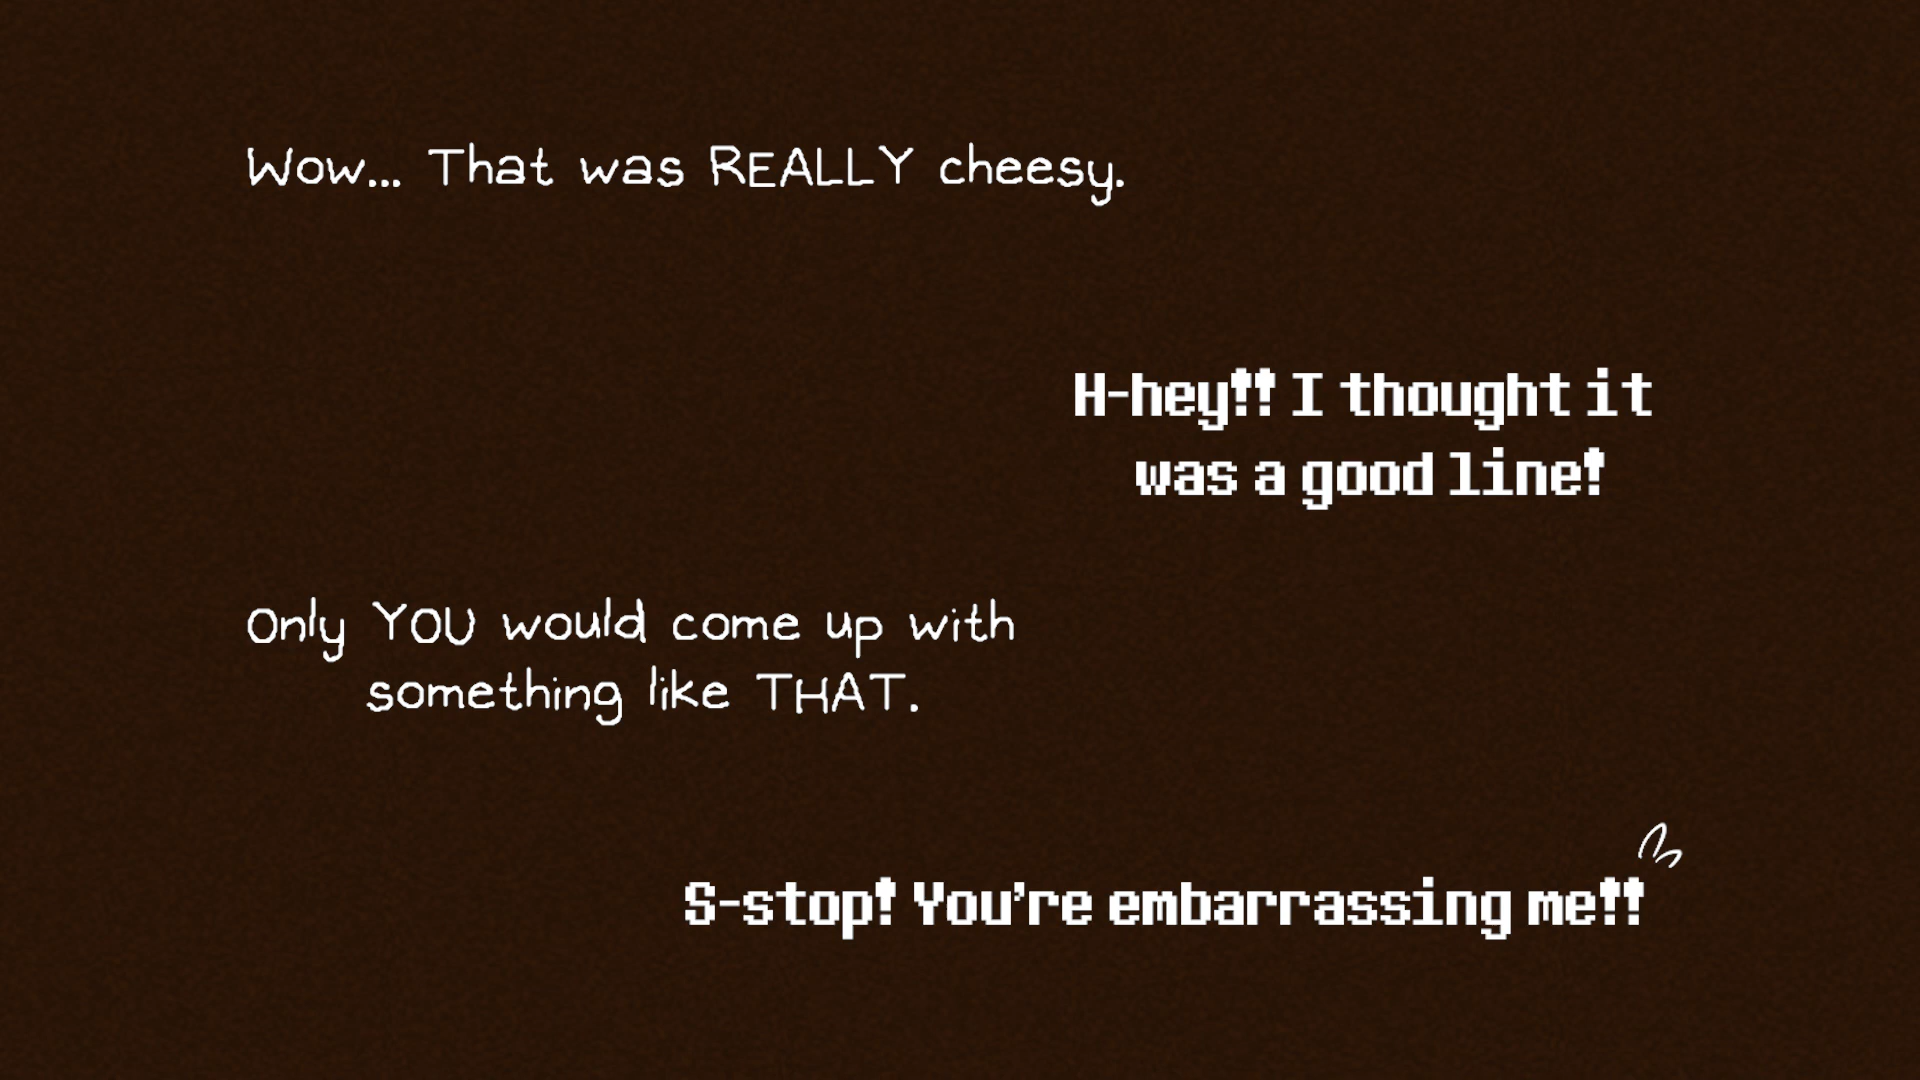 Wow... That was REALLY cheesy.
H-hey!! I thought it
was a good line!
Only YOU would come up with
something like THAT.
S-stop! You're embarrassing me!!